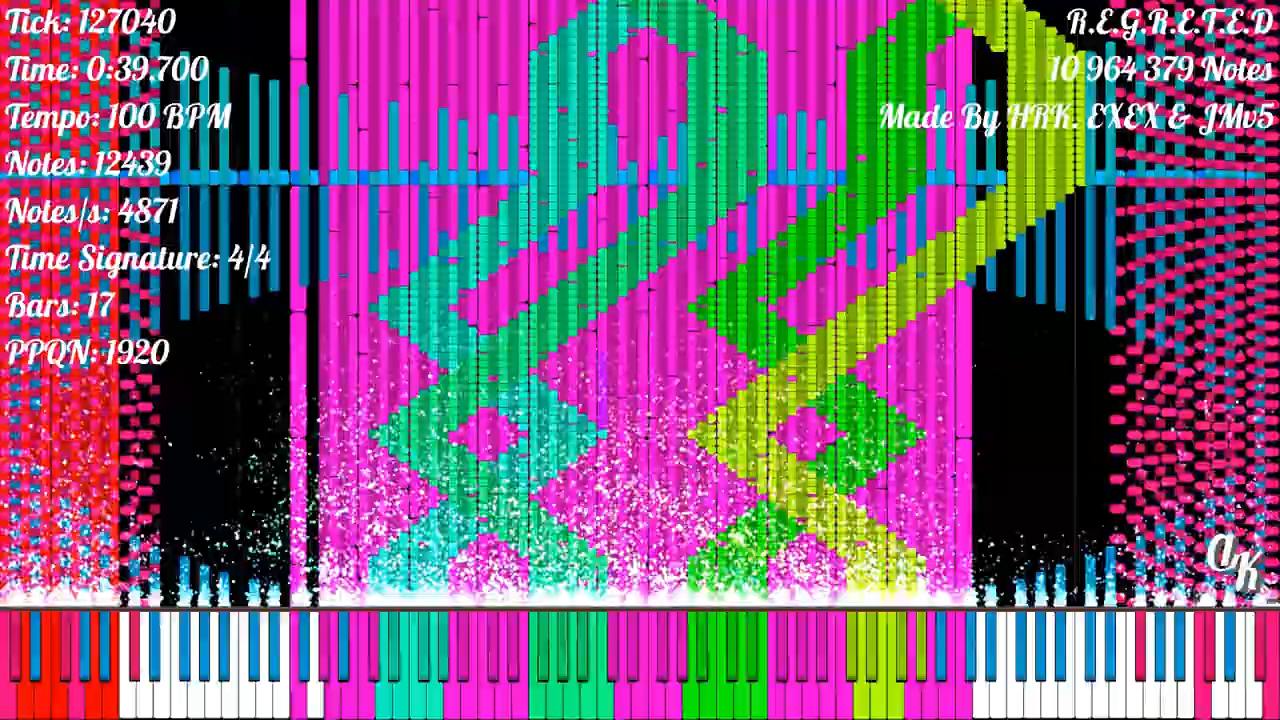 Tick: 127040
Time: 0:39.700
Tempo: 100 BPM
Notes: 12439
Notes/s: 4871
Time Signature: 4/4
Bars: 17
PPQN: 1920
R.E.G.R.E.T.E.D
10 964 379 Notes
Made By HRK. EXEX & JMv5
QK